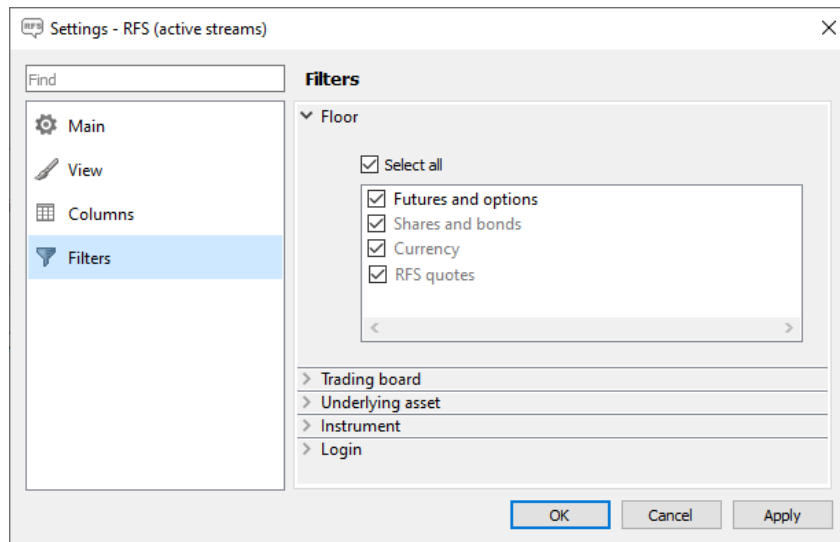 RFS Settings - RFS (active streams)
Find
Main
View
Columns
Filters
Filters
Floor
Select all
Futures and options
Shares and bonds
Currency
RFS quotes
Trading board
Underlying asset
Instrument
Login
OK Cancel Apply